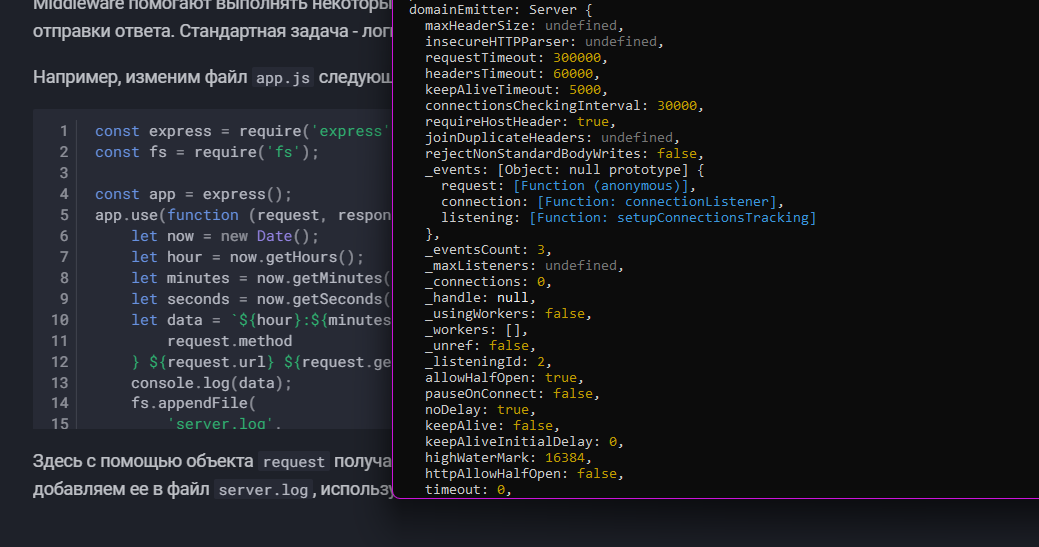 Middleware помогают выполнять некоторы
отправки ответа. Стандартная задача - лог
Например, изменим файл app.js следующ
1 const express = require('express'
2 const fs = require('fs');
3
4 const app = express();
5 app.use(function (request, respon
6 let now = new Date();
7 let hour = now.getHours();
8 let minutes = now.getMinutes(
9 let seconds = now.getSeconds(
10 let data = `${hour}:${minutes
11 request.method
12 } ${request.url} ${request.ge
13 console.log(data);
14 fs.appendFile(
15 'server.log',
Здесь с помощью объекта request получа
добавляем ее в файл server.log, использу
domainEmitter: Server {
maxHeaderSize: undefined,
insecureHTTPParser: undefined,
requestTimeout: 300000,
headersTimeout: 60000,
keepAliveTimeout: 5000,
connectionsCheckingInterval: 30000,
requireHostHeader: true,
joinDuplicateHeaders: undefined,
rejectNonStandardBodyWrites: false,
_events: [Object: null prototype] {
request: [Function (anonymous)],
connection: [Function: connectionListener],
listening: [Function: setupConnectionsTracking]
},
_eventsCount: 3,
_maxListeners: undefined,
_connections: 0,
_handle: null,
_usingWorkers: false,
_workers: [],
_unref: false,
_listeningId: 2,
allowHalfOpen: true,
pauseOnConnect: false,
noDelay: true,
keepAlive: false,
keepAliveInitialDelay: 0,
highWaterMark: 16384,
httpAllowHalfOpen: false,
timeout: 0,